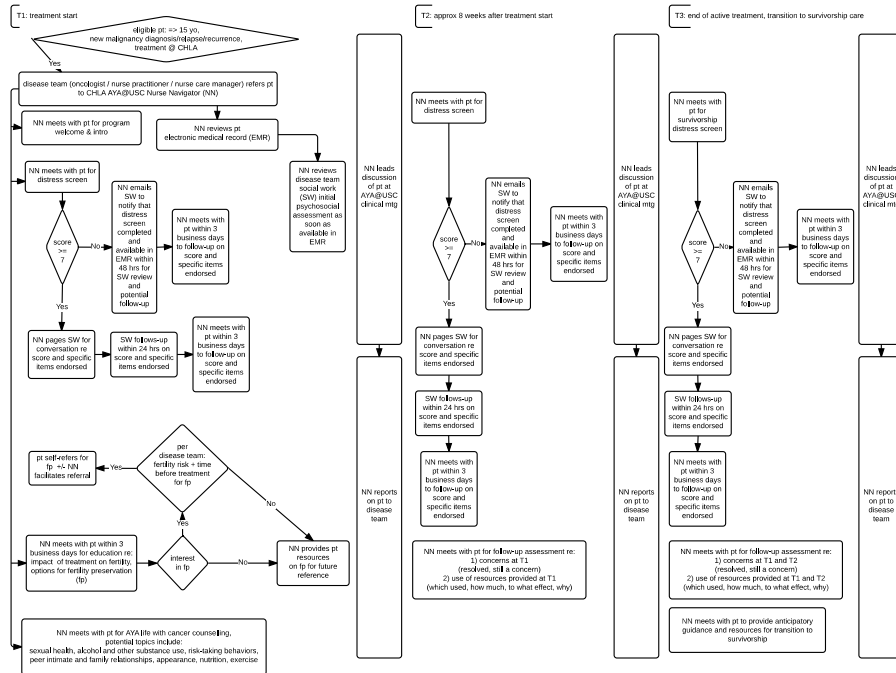 T1: treatment start
eligible pt: => 15 yo,
new malignancy diagnosis/relapse/recurrence,
treatment @ CHLA
Yes
disease team (oncologist / nurse practitioner / nurse care manager) refers pt
to CHLA AYA@USC Nurse Navigator (NN)
NN meets with pt for program
welcome & intro
NN reviews pt
electronic medical record (EMR)
NN reviews
disease team
social work
(SW) initial
psychosocial
assessment as
soon as
available in
EMR
NN meets with pt for
distress screen
score
>=
7
No
NN emails
SW to
notify that
distress
screen
completed
and
available in
EMR within
48 hrs for
SW review
and
potential
follow-up
NN meets with
pt within 3
business days
to follow-up on
score and
specific items
endorsed
Yes
NN pages SW for
conversation re
score and specific
items endorsed
SW follows-up
within 24 hrs on
score and specific
items endorsed
NN meets with
pt within 3
business days
to follow-up on
score and
specific items
endorsed
per
disease team:
fertility risk + time
before treatment
for fp
Yes
pt self-refers for
fp +/- NN
facilitates referral
No
Yes
NN meets with pt within 3
business days for education re:
impact of treatment on fertility,
options for fertility preservation
(fp)
interest
in fp
No
NN provides pt
resources
on fp for future
reference
NN meets with pt for AYA life with cancer counselling,
potential topics include:
sexual health, alcohol and other substance use, risk-taking behaviors,
peer intimate and family relationships, appearance, nutrition, exercise
NN leads
discussion
of pt at
AYA@USC
clinical mtg
NN reports
on pt to
disease
team
T2: approx 8 weeks after treatment start
NN meets with pt for
distress screen
score
>=
7
No
NN emails
SW to
notify that
distress
screen
completed
and
available in
EMR within
48 hrs for
SW review
and
potential
follow-up
NN meets with
pt within 3
business days
to follow-up on
score and
specific items
endorsed
Yes
NN pages SW for
conversation re
score and specific
items endorsed
SW follows-up
within 24 hrs on
score and specific
items endorsed
NN meets with
pt within 3
business days
to follow-up on
score and
specific items
endorsed
NN meets with pt for follow-up assessment re:
1) concerns at T1
(resolved, still a concern)
2) use of resources provided at T1
(which used, how much, to what effect, why)
NN leads
discussion
of pt at
AYA@USC
clinical mtg
NN reports
on pt to
disease
team
T3: end of active treatment, transition to survivorship care
NN meets with
pt for
survivorship
distress screen
score
>=
7
No
NN emails
SW to
notify that
distress
screen
completed
and
available in
EMR within
48 hrs for
SW review
and
potential
follow-up
NN meets with
pt within 3
business days
to follow-up on
score and
specific items
endorsed
Yes
NN pages SW for
conversation re
score and specific
items endorsed
SW follows-up
within 24 hrs on
score and specific
items endorsed
NN meets with
pt within 3
business days
to follow-up on
score and
specific items
endorsed
NN meets with pt for follow-up assessment re:
1) concerns at T1 and T2
(resolved, still a concern)
2) use of resources provided at T1 and T2
(which used, how much, to what effect, why)
NN meets with pt to provide anticipatory
guidance and resources for transition to
survivorship
NN leads
discussion
of pt at
AYA@USC
clinical mtg
NN reports
on pt to
disease
team